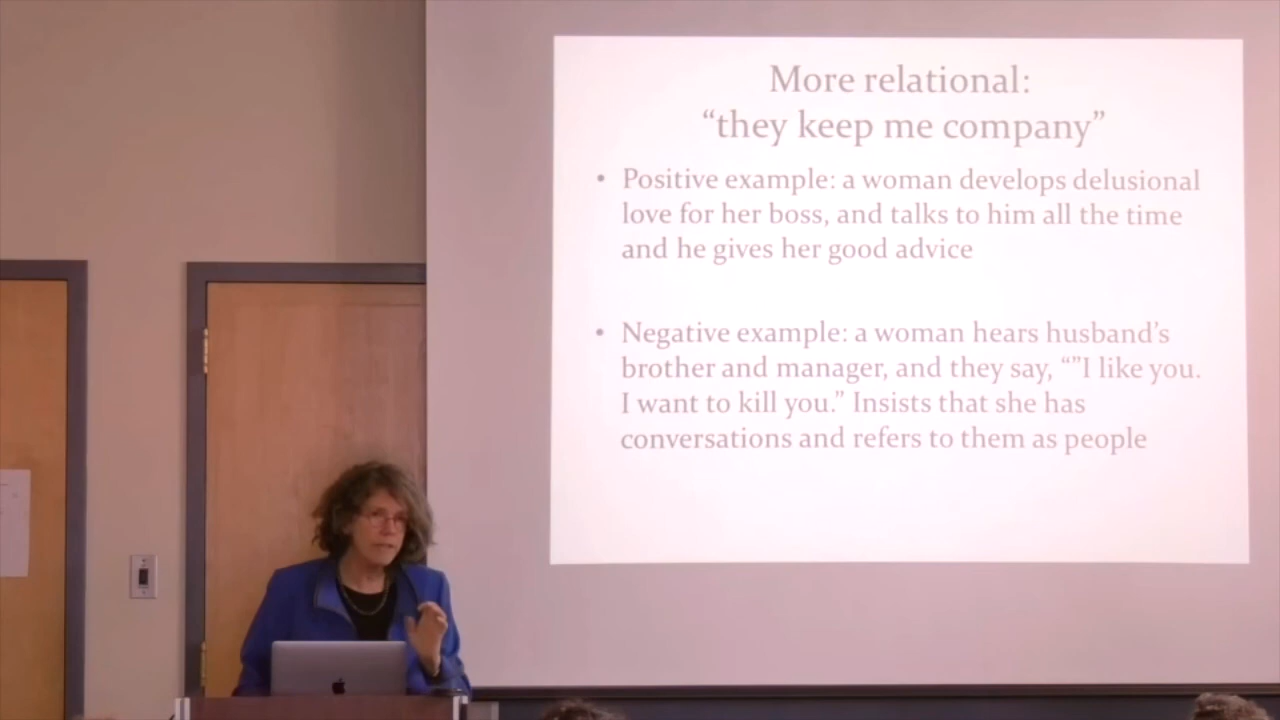 More relational:
“they keep me company”
• Positive example: a woman develops delusional
love for her boss, and talks to him all the time
and he gives her good advice
• Negative example: a woman hears husband’s
brother and manager, and they say, “”I like you.
I want to kill you.” Insists that she has
conversations and refers to them as people